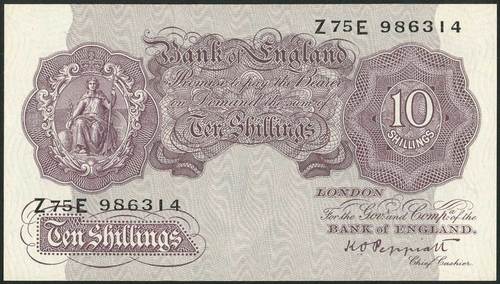 Z75E 986314
Bank of England
Promise to pay the Bearer
on Demand the sum of
Ten Shillings
10
SHILLINGS
LONDON
For the Gov.r and Comp.a of the
BANK OF ENGLAND.
K O Peppiatt
Chief Cashier.
Z75E 986314
Ten Shillings